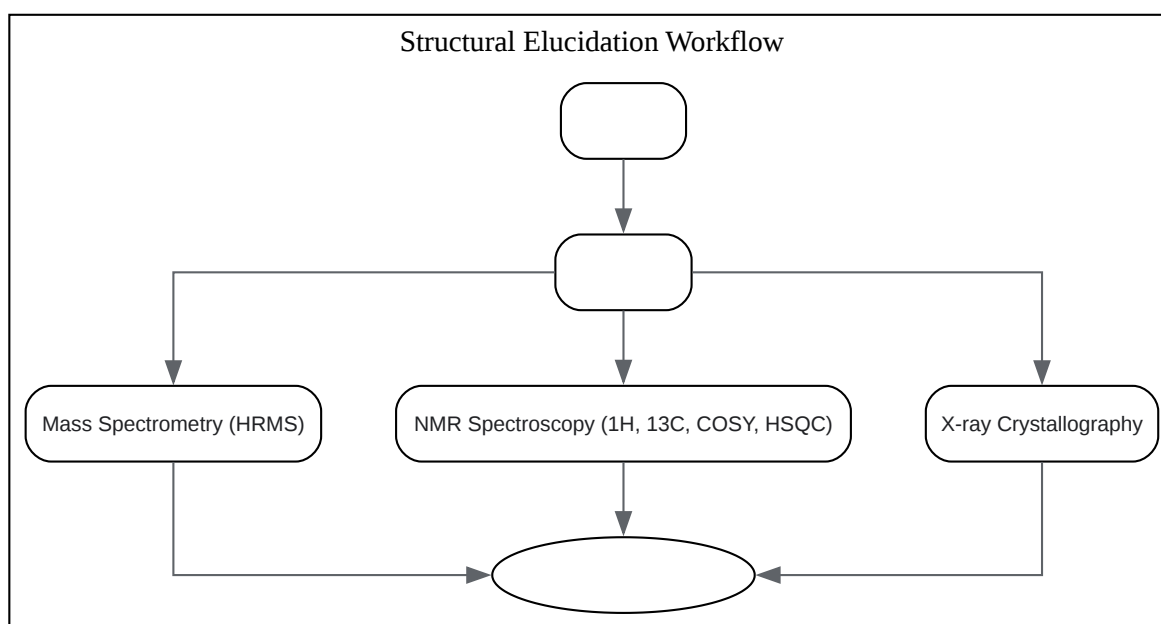 Structural Elucidation Workflow
Mass Spectrometry (HRMS)
NMR Spectroscopy (1H, 13C, COSY, HSQC)
X-ray Crystallography